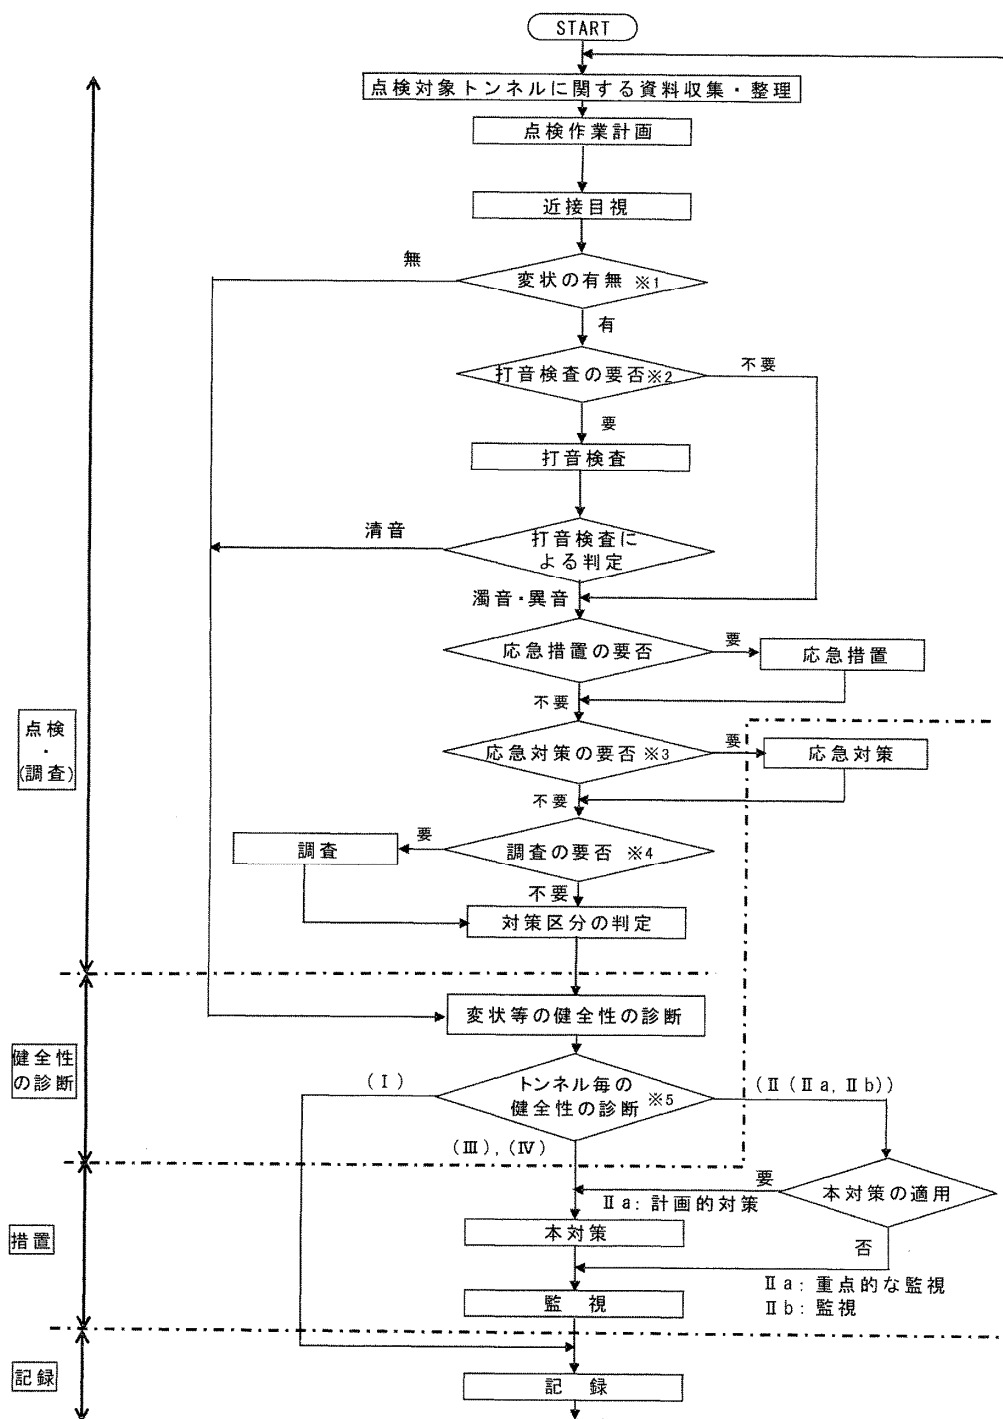 START
点検対象トンネルに関する資料収集・整理
点検作業計画
近接目視
無
変状の有無 ※1
有
打音検査の要否※2
不要
要
打音検査
清音
打音検査に
よる判定
濁音・異音
応急措置の要否
要
応急措置
不要
点検
・
(調査)
応急対策の要否 ※3
要
応急対策
不要
調査
要
調査の要否 ※4
不要
対策区分の判定
変状等の健全性の診断
健全性
の診断
(Ⅰ)
トンネル毎の
健全性の診断 ※5
(Ⅱ(Ⅱa,Ⅱb))
(Ⅲ),(Ⅳ)
要
本対策の適用
Ⅱa: 計画的対策
措置
本対策
否
Ⅱa: 重点的な監視
Ⅱb: 監視
監 視
記録
記 録